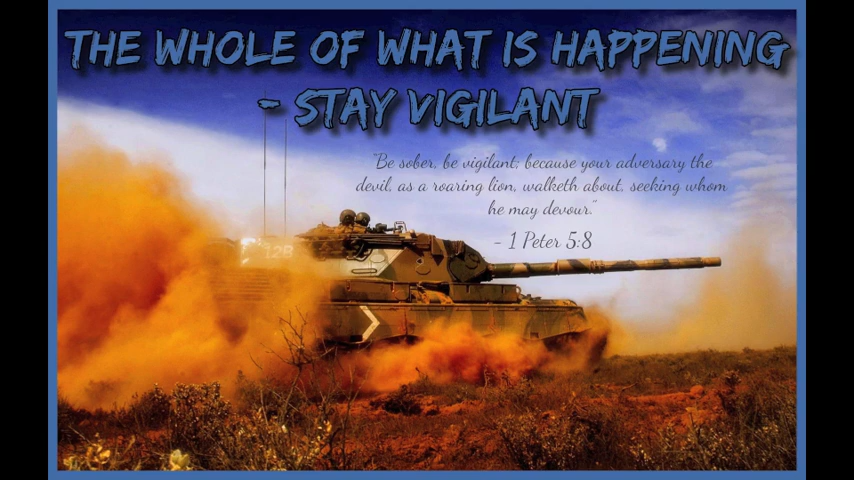 THE WHOLE OF WHAT IS HAPPENING
- STAY VIGILANT
"Be sober, be vigilant; because your adversary the
devil, as a roaring lion, walketh about, seeking whom
he may devour."
- 1 Peter 5:8
12B